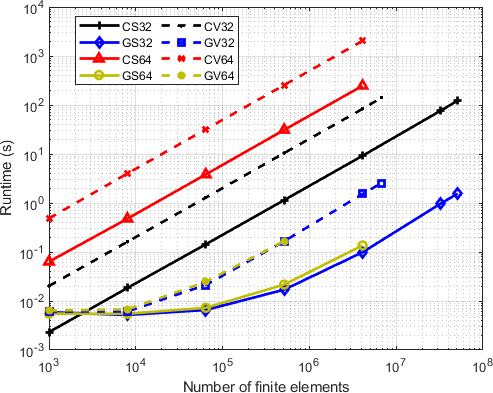 10^4
10^3
10^2
10^1
10^0
10^-1
10^-2
10^-3
Runtime (s)
CS32 CV32
GS32 GV32
CS64 CV64
GS64 GV64
10^3 10^4 10^5 10^6 10^7 10^8
Number of finite elements